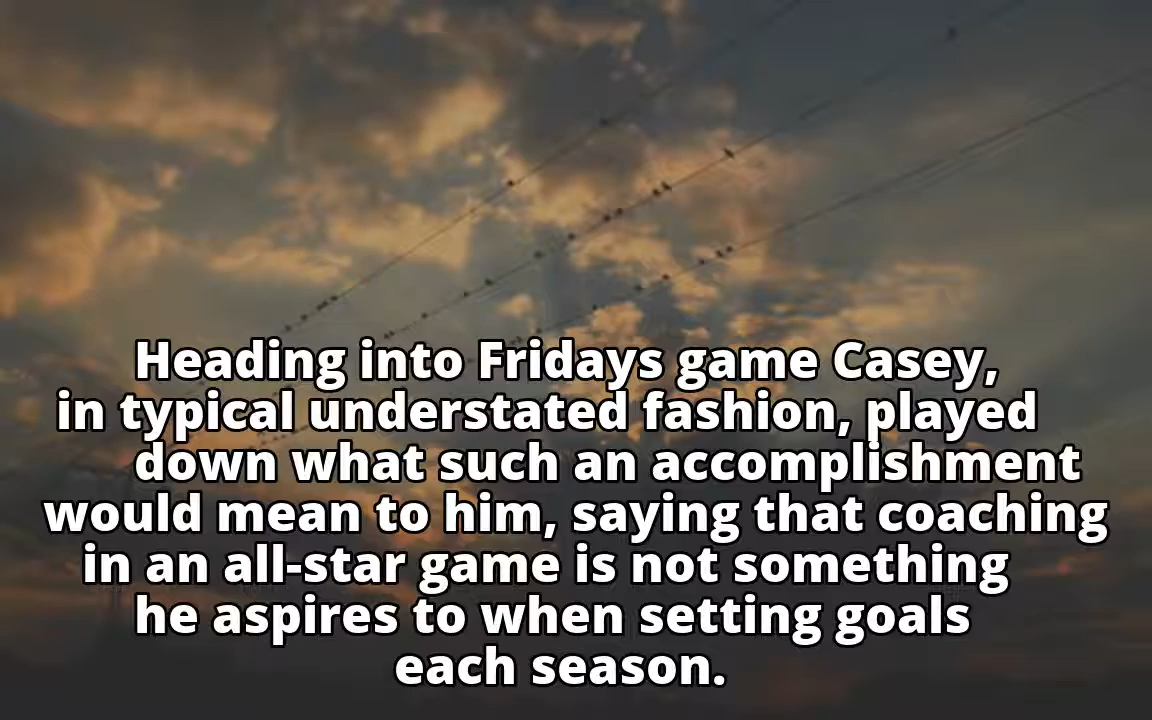 Heading into Fridays game Casey,
in typical understated fashion, played
down what such an accomplishment
would mean to him, saying that coaching
in an all-star game is not something
he aspires to when setting goals
each season.